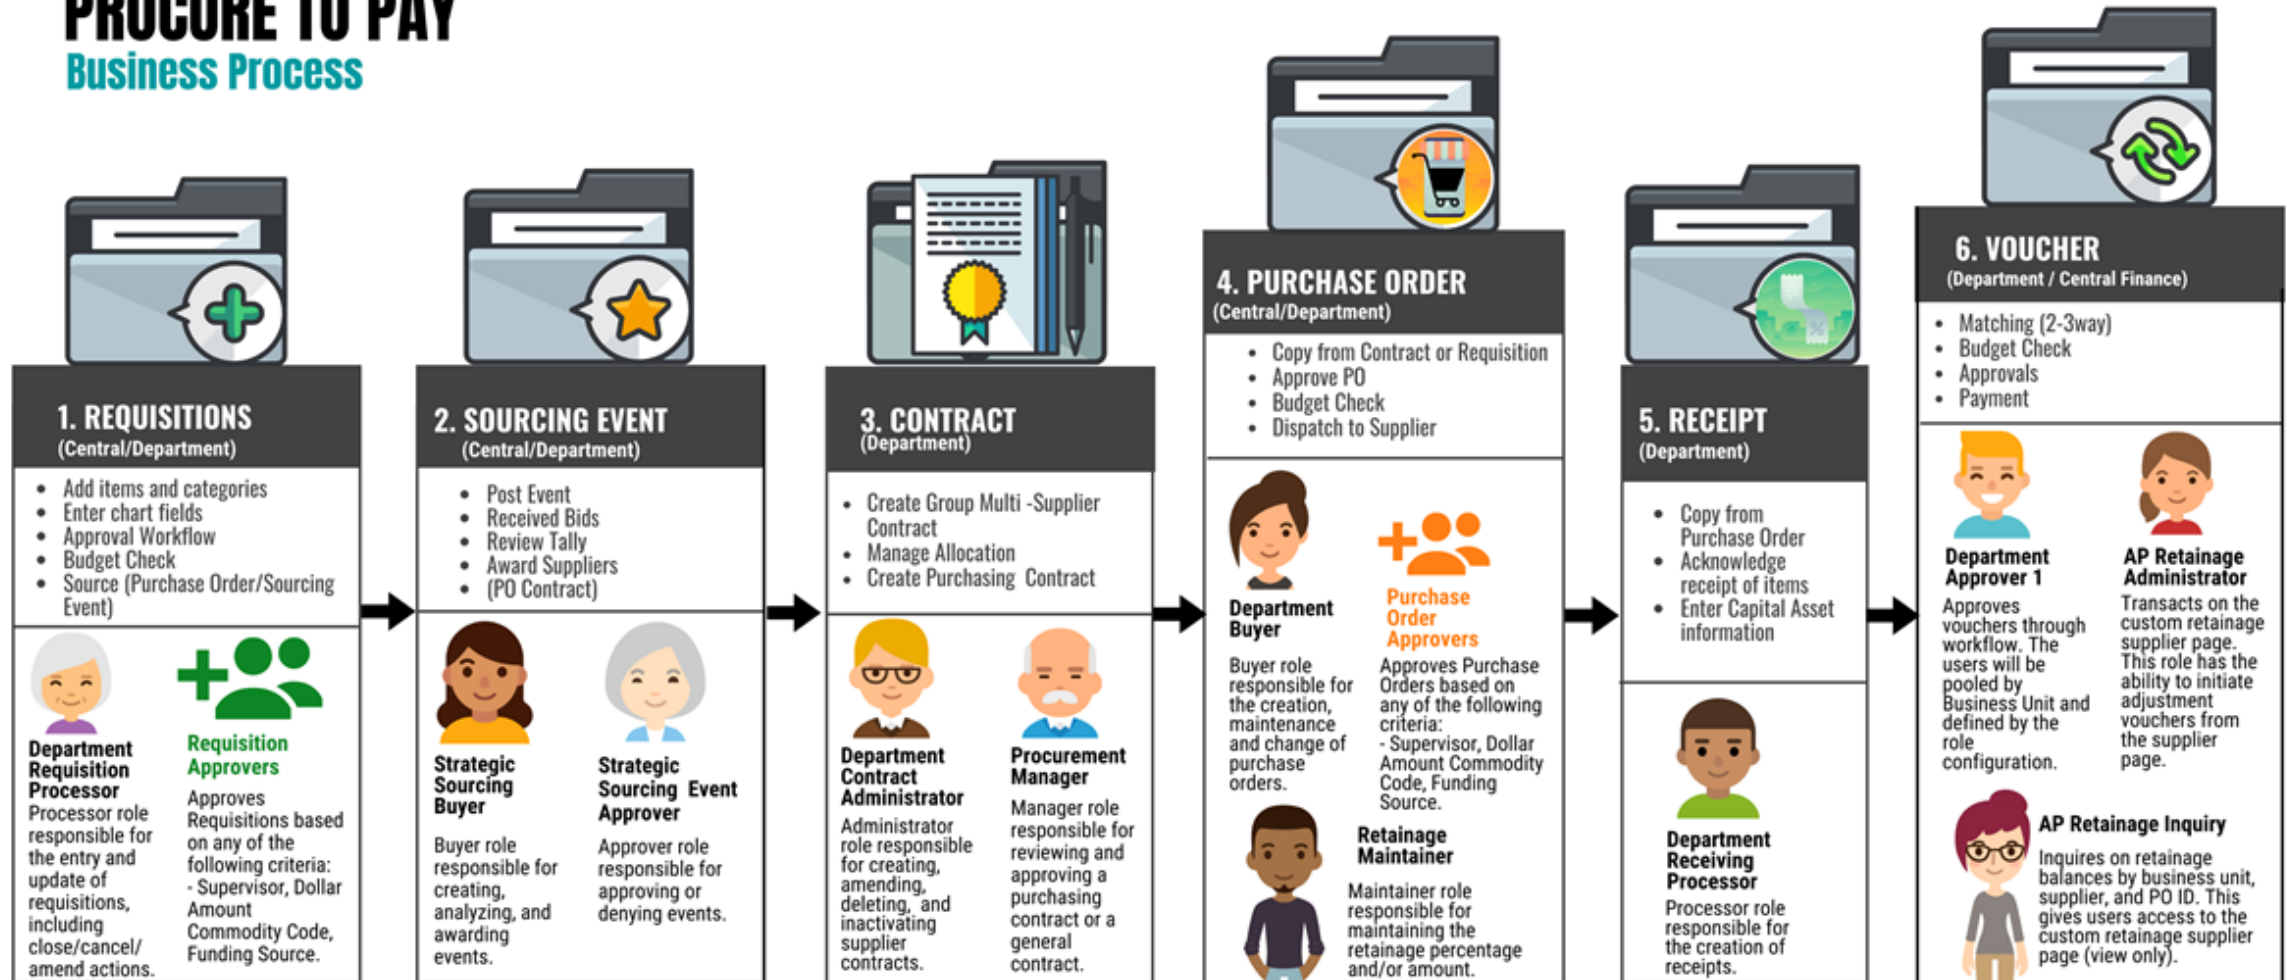 PROCURE TO PAY
Business Process
1. REQUISITIONS
(Central/Department)
• Add items and categories
• Enter chart fields
• Approval Workflow
• Budget Check
• Source (Purchase Order/Sourcing
Event)
Department
Requisition
Processor
Processor role
responsible for
the entry and
update of
requisitions,
including
close/cancel/
amend actions.
Requisition
Approvers
Approves
Requisitions based
on any of the
following criteria:
- Supervisor, Dollar
Amount
Commodity Code,
Funding Source.
2. SOURCING EVENT
(Central/Department)
• Post Event
• Received Bids
• Review Tally
• Award Suppliers
• (PO Contract)
Strategic
Sourcing
Buyer
Buyer role
responsible for
creating,
analyzing, and
awarding
events.
Strategic
Sourcing Event
Approver
Approver role
responsible for
approving or
denying events.
3. CONTRACT
(Department)
• Create Group Multi -Supplier
Contract
• Manage Allocation
• Create Purchasing Contract
Department
Contract
Administrator
Administrator
role responsible
for creating,
amending,
deleting, and
inactivating
supplier
contracts.
Procurement
Manager
Manager role
responsible for
reviewing and
approving a
purchasing
contract or a
general
contract.
4. PURCHASE ORDER
(Central/Department)
• Copy from Contract or Requisition
• Approve PO
• Budget Check
• Dispatch to Supplier
Department
Buyer
Buyer role
responsible for
the creation,
maintenance
and change of
purchase
orders.
Purchase
Order
Approvers
Approves Purchase
Orders based on
any of the following
criteria:
- Supervisor, Dollar
Amount Commodity
Code, Funding
Source.
Retainage
Maintainer
Maintainer role
responsible for
maintaining the
retainage percentage
and/or amount.
5. RECEIPT
(Department)
• Copy from
Purchase Order
• Acknowledge
receipt of items
• Enter Capital Asset
information
Department
Receiving
Processor
Processor role
responsible for
the creation of
receipts.
%
6. VOUCHER
(Department / Central Finance)
• Matching (2-3way)
• Budget Check
• Approvals
• Payment
Department
Approver 1
Approves
vouchers through
workflow. The
users will be
pooled by
Business Unit and
defined by the
role
configuration.
AP Retainage
Administrator
Transacts on the
custom retainage
supplier page.
This role has the
ability to initiate
adjustment
vouchers from
the supplier
page.
AP Retainage Inquiry
Inquires on retainage
balances by business unit,
supplier, and PO ID. This
gives users access to the
custom retainage supplier
page (view only).